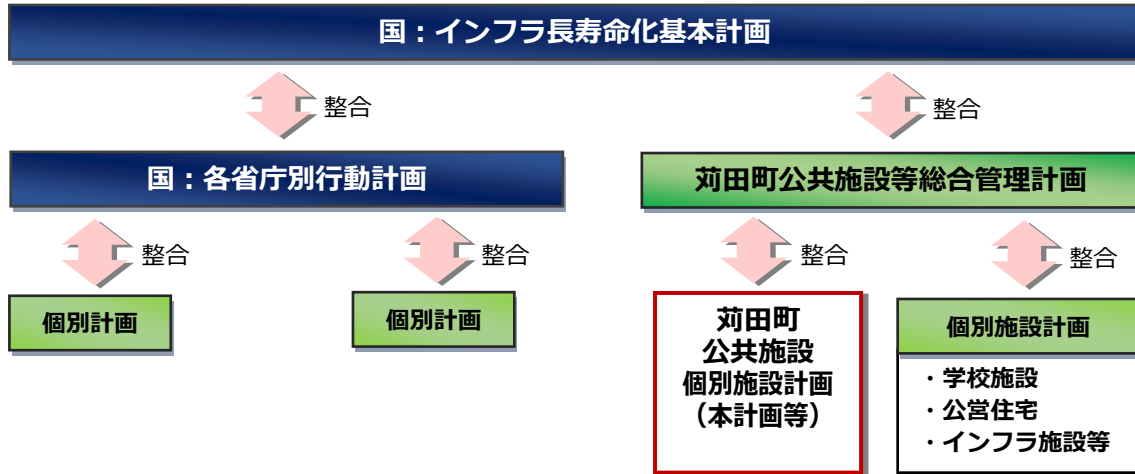 国：インフラ長寿命化基本計画
整合
整合
国：各省庁別行動計画
苅田町公共施設等総合管理計画
整合
整合
整合
整合
個別計画
個別計画
苅田町
公共施設
個別施設計画
（本計画等）
個別施設計画
・学校施設
・公営住宅
・インフラ施設等